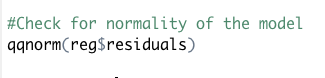 #Check for normality of the model
qqnorm(reg$residuals)